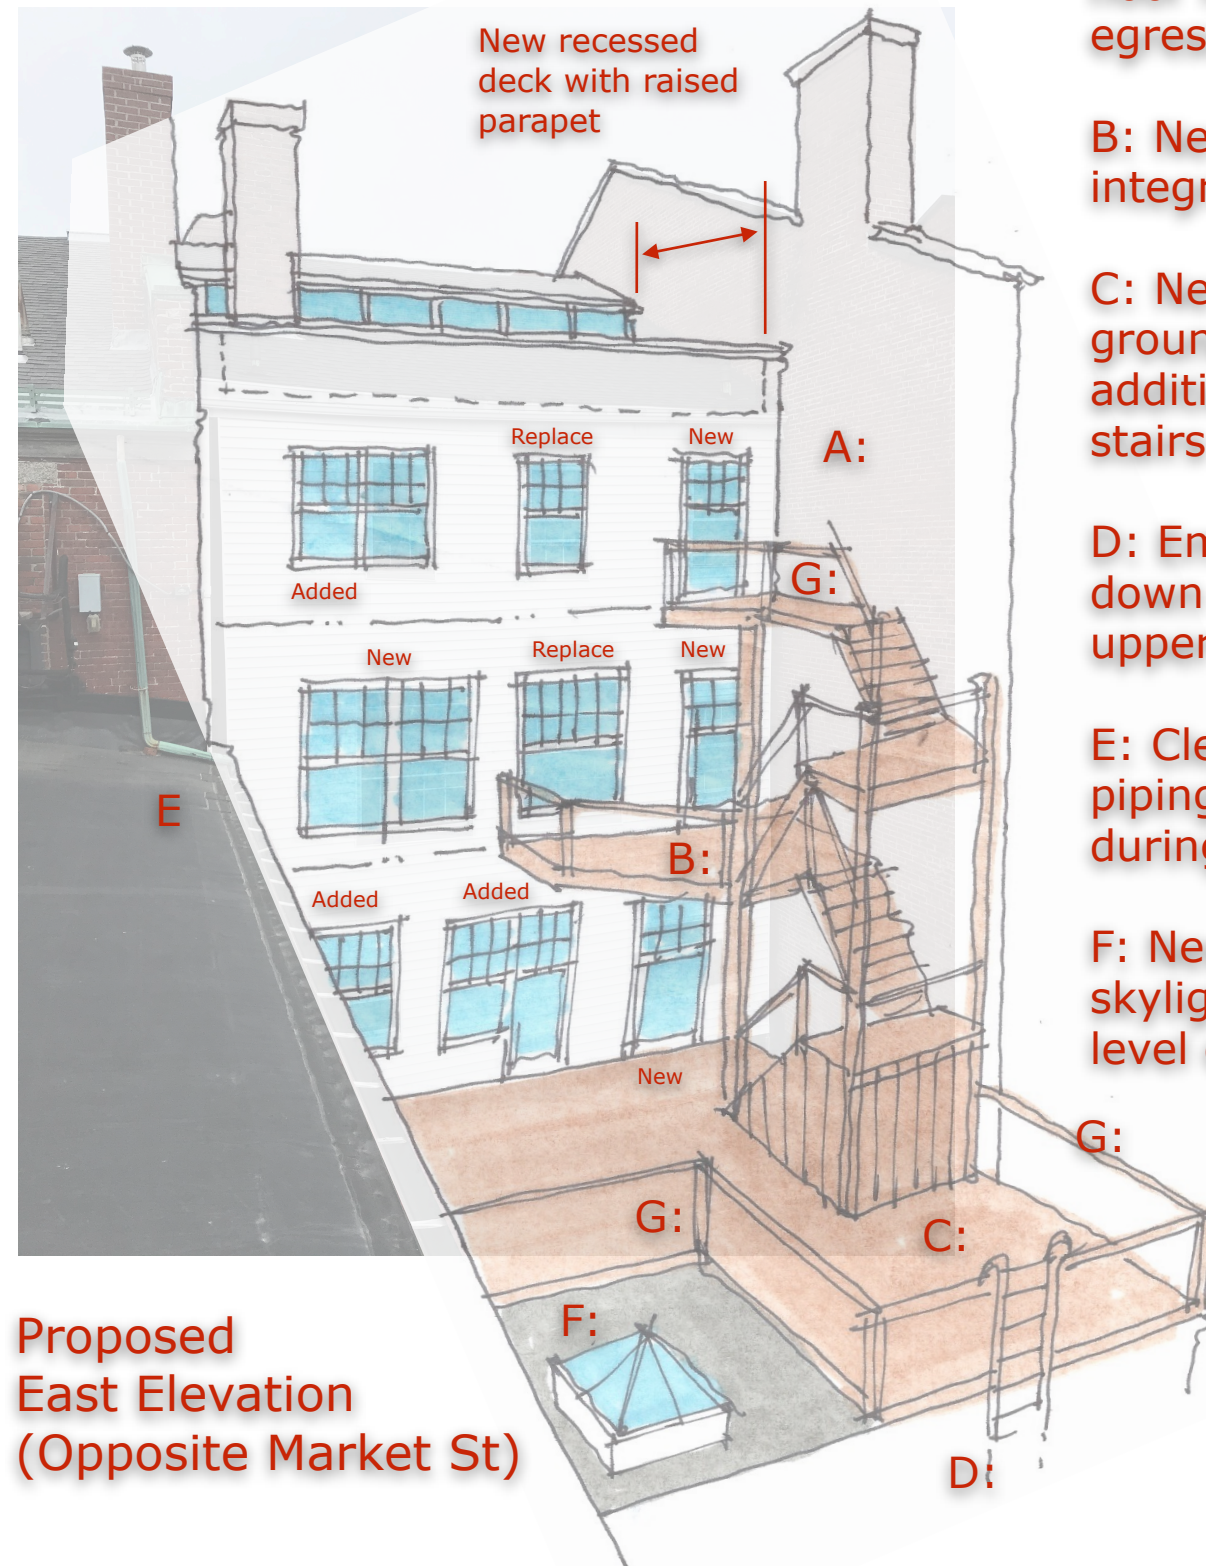 New recessed
deck with raised
parapet
egres
B: Ne
integr
C: Ne
groun
additi
stairs
D: Em
down
upper
E: Cle
piping
during
F: Ne
skylig
level
A:
Replace
New
Added
G:
New
Replace
New
E
B:
Added
Added
New
G:
G:
C:
F:
D:
Proposed
East Elevation
(Opposite Market St)